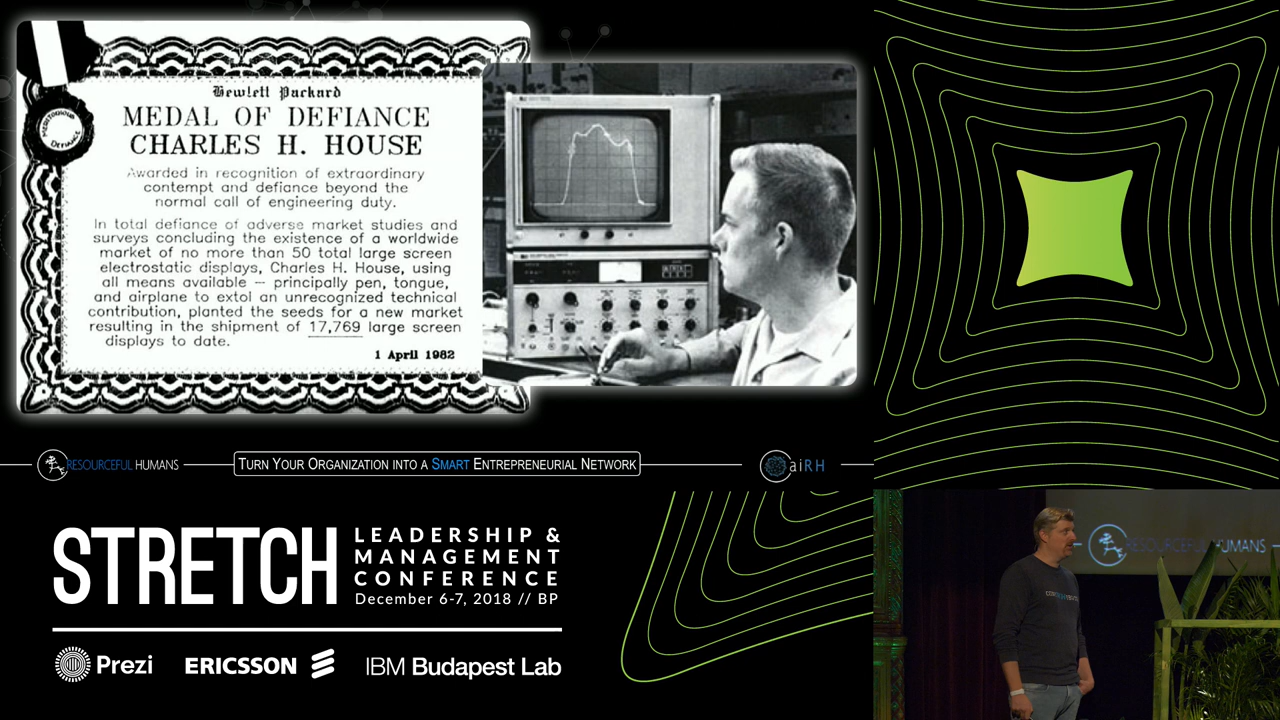 Hewlett Packard
MEDAL OF DEFIANCE
CHARLES H. HOUSE
Awarded in recognition of extraordinary
contempt and defiance beyond the
normal call of engineering duty.
In total defiance of adverse market studies and
surveys concluding the existence of a worldwide
market of no more than 50 total large screen
electrostatic displays, Charles H. House, using
all means available — principally pen, tongue,
and airplane to extol an unrecognized technical
contribution, planted the seeds for a new market
resulting in the shipment of 17,769 large screen
displays to date.
1 April 1982
DEFIANCE
RESOURCEFUL HUMANS
TURN YOUR ORGANIZATION INTO A SMART ENTREPRENEURIAL NETWORK
aiRH
STRETCH
LEADERSHIP &
MANAGEMENT
CONFERENCE
December 6-7, 2018 // BP
Prezi
ERICSSON
IBM Budapest Lab
RESOURCEFUL HUMANS